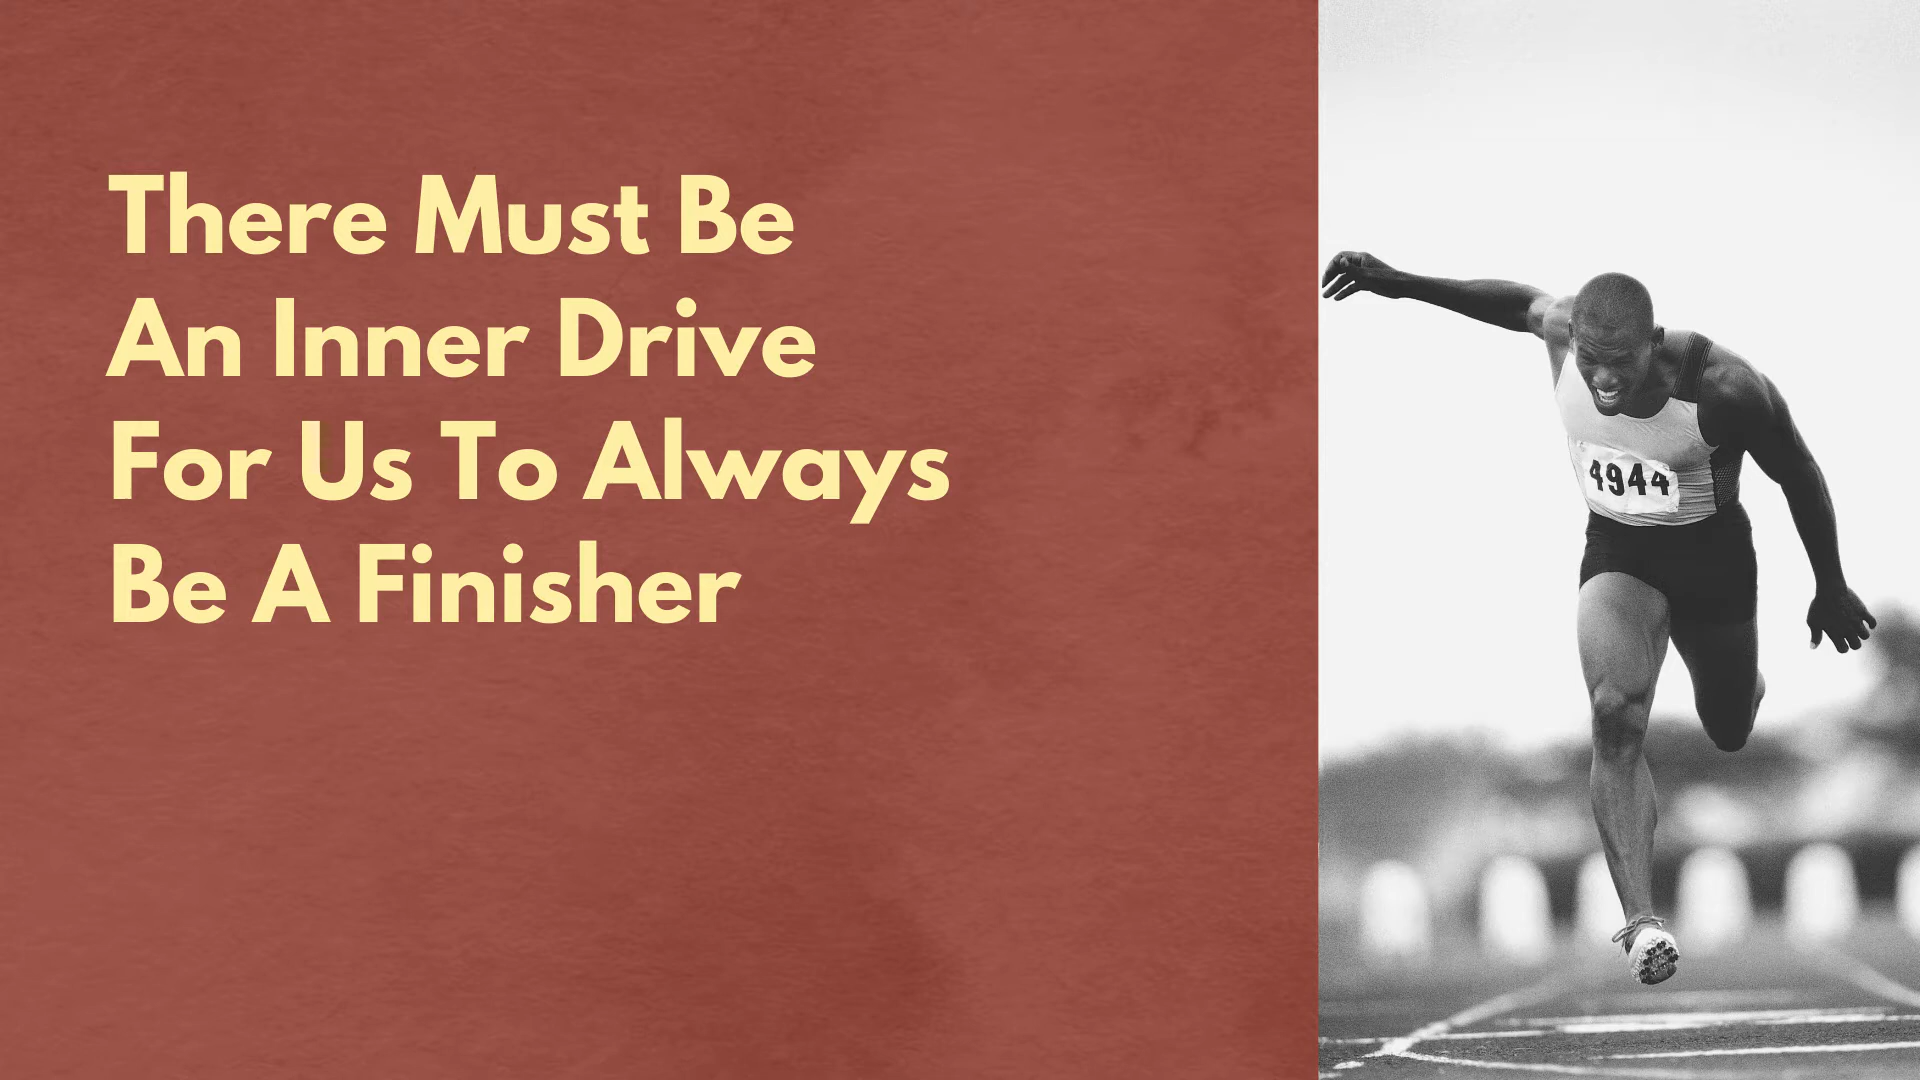 There Must Be
An Inner Drive
For Us To Always
Be A Finisher
4944